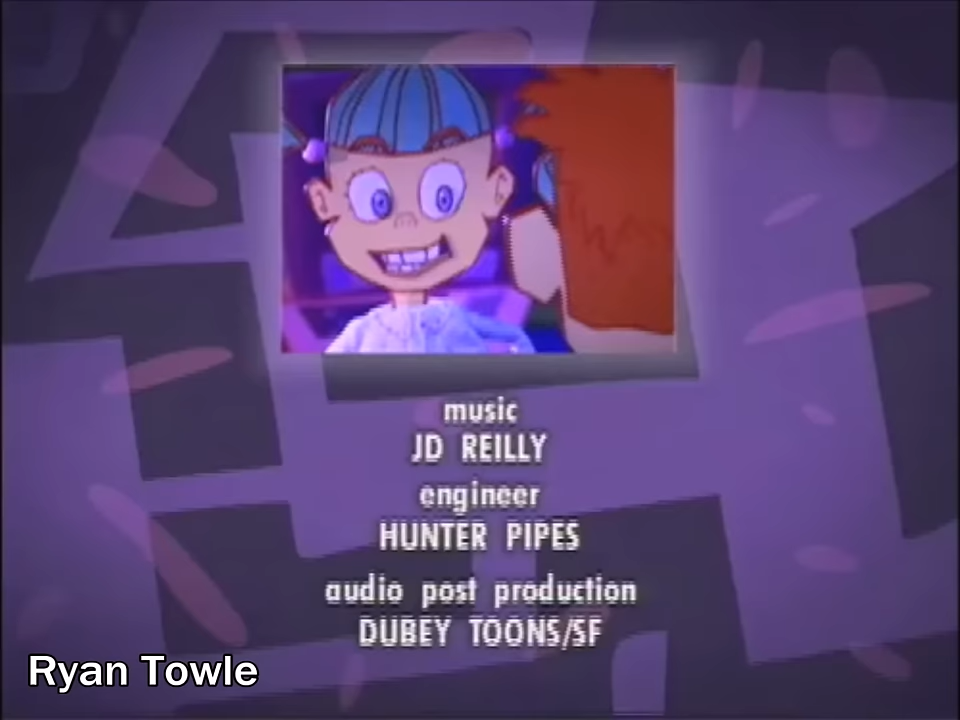 music
JD REILLY
engineer
HUNTER PIPES
audio post production
DUBEY TOONS/SF
Ryan Towle